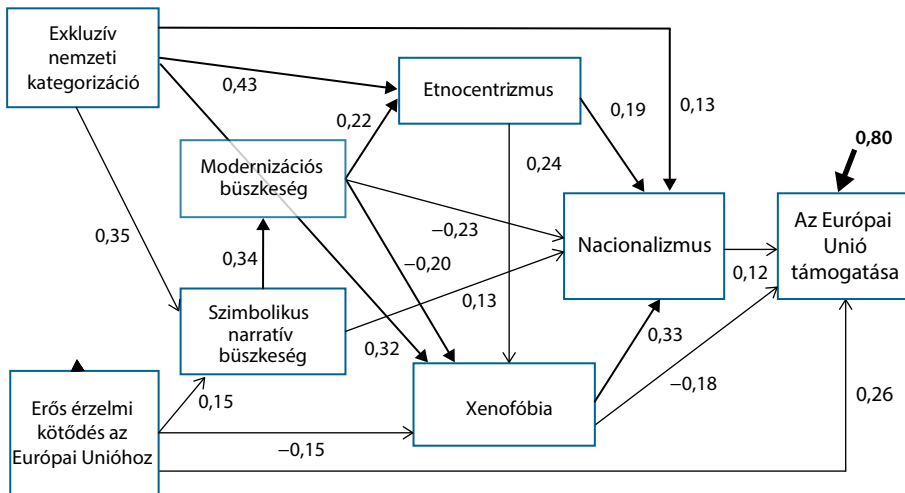 Exkluzív
nemzeti
kategorizáció
0,43
Etnocentrizmus
0,13
0,19
0,22
0,80
Modernizációs
büszkeség
0,24
Az Európai
Unió
támogatása
Nacionalizmus
0,35
−0,23
0,34
−0,20
0,12
0,13
Szimbolikus
narratív
büszkeség
0,32
0,33
−0,18
Xenofóbia
0,15
0,26
Erős érzelmi
kötődés az
Európai Unióhoz
−0,15